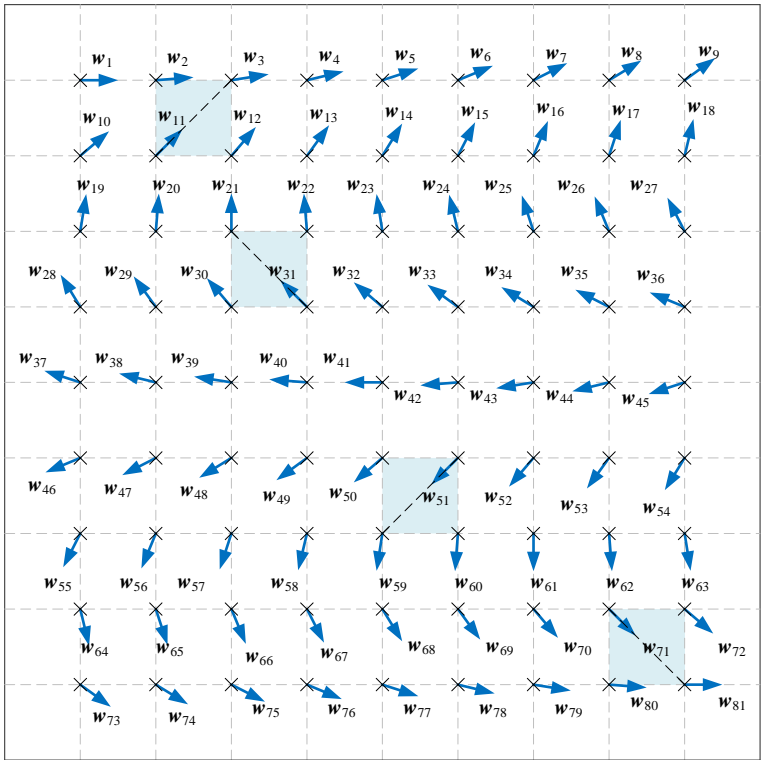 w₁ w₂ w₃ w₄ w₅ w₆ w₇ w₈ w₉
w₁₀ w₁₁ w₁₂ w₁₃ w₁₄ w₁₅ w₁₆ w₁₇ w₁₈
w₁₉ w₂₀ w₂₁ w₂₂ w₂₃ w₂₄ w₂₅ w₂₆ w₂₇
w₂₈ w₂₉ w₃₀ w₃₁ w₃₂ w₃₃ w₃₄ w₃₅ w₃₆
w₃₇ w₃₈ w₃₉ w₄₀ w₄₁ w₄₂ w₄₃ w₄₄ w₄₅
w₄₆ w₄₇ w₄₈ w₄₉ w₅₀ w₅₁ w₅₂ w₅₃ w₅₄
w₅₅ w₅₆ w₅₇ w₅₈ w₅₉ w₆₀ w₆₁ w₆₂ w₆₃
w₆₄ w₆₅ w₆₆ w₆₇ w₆₈ w₆₉ w₇₀ w₇₁ w₇₂
w₇₃ w₇₄ w₇₅ w₇₆ w₇₇ w₇₈ w₇₉ w₈₀ w₈₁